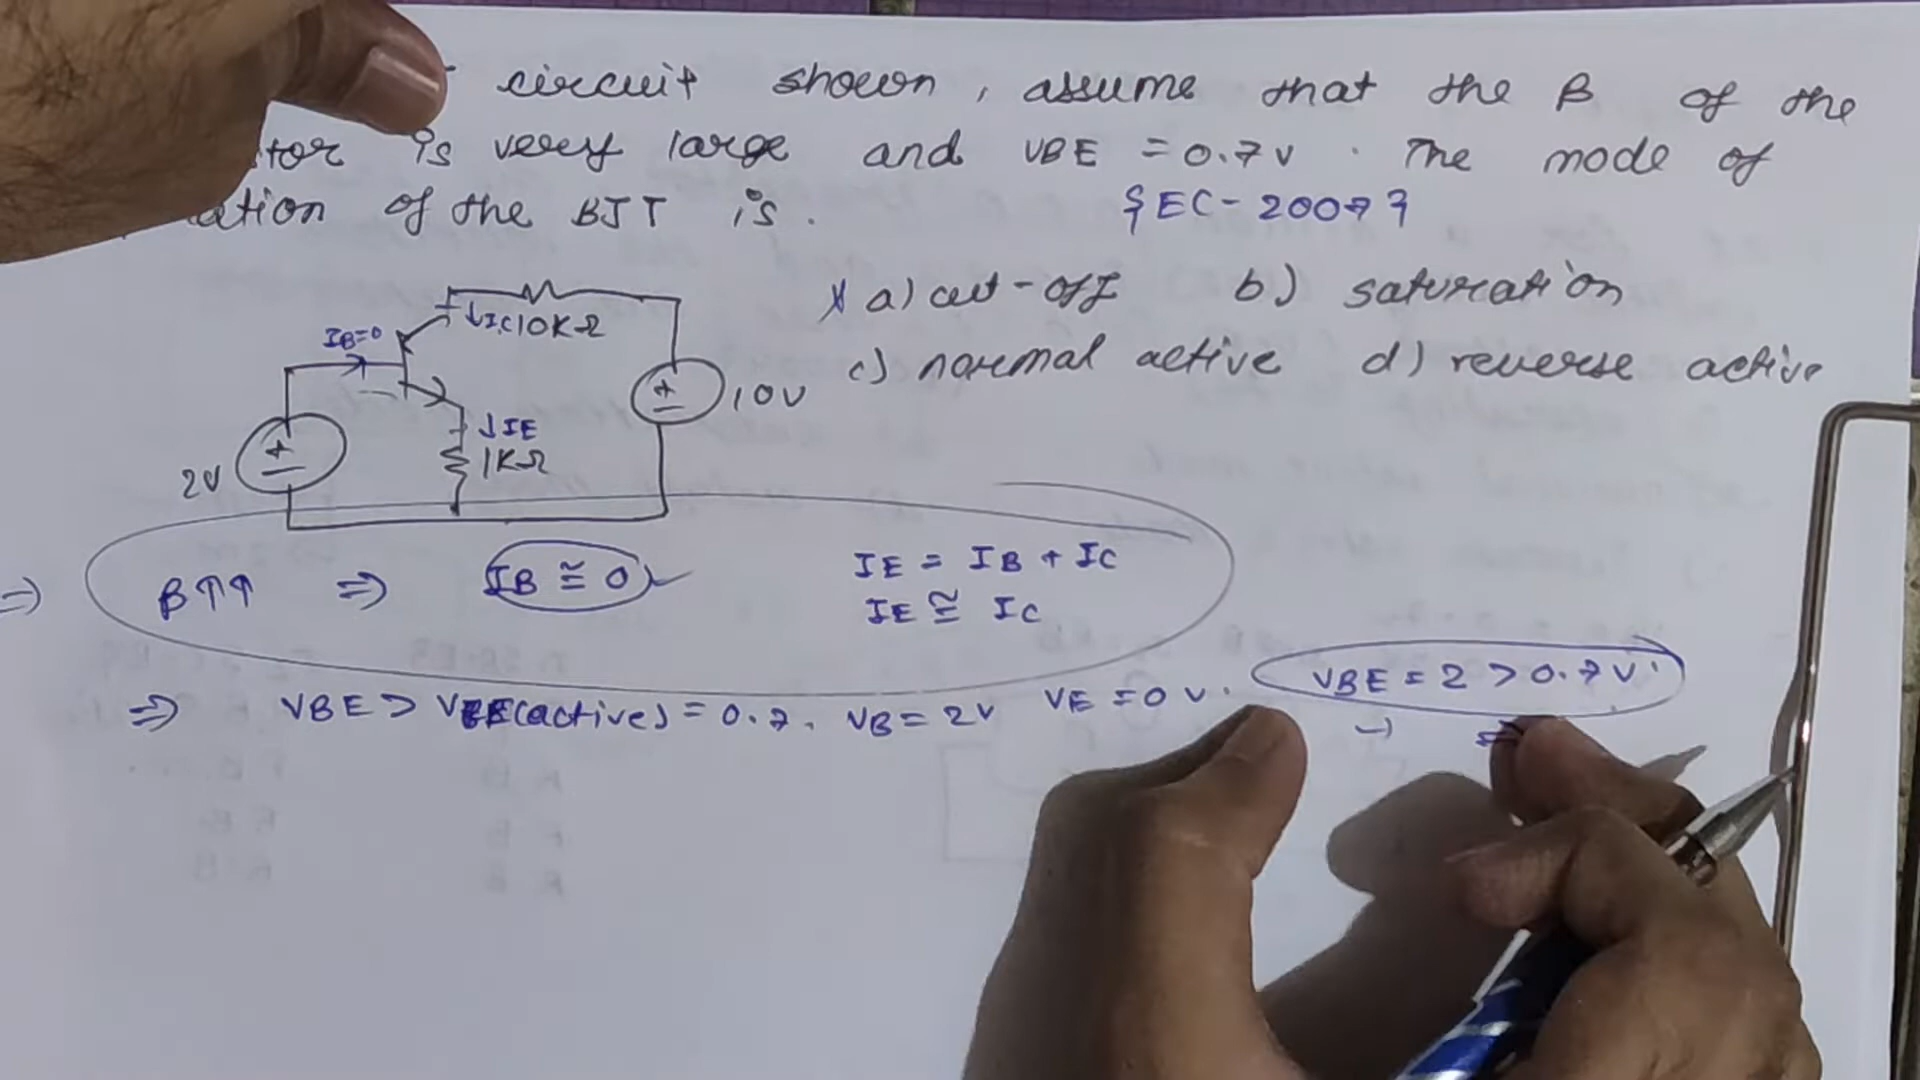 circuit shown, assume that the β of the
is very large and VBE = 0.7V. The mode of
of the BJT is. {EC-2007}
a) cut-off b) saturation
c) normal active d) reverse active
IB=0
↓IC 10KΩ
10V
↓IE
1KΩ
2V
⇒ β↑↑ ⇒ IB ≅ 0 IE = IB + IC
IE ≅ IC
⇒ VBE > VBE(active) = 0.7. VB = 2V VE = 0V. VBE = 2 > 0.7V